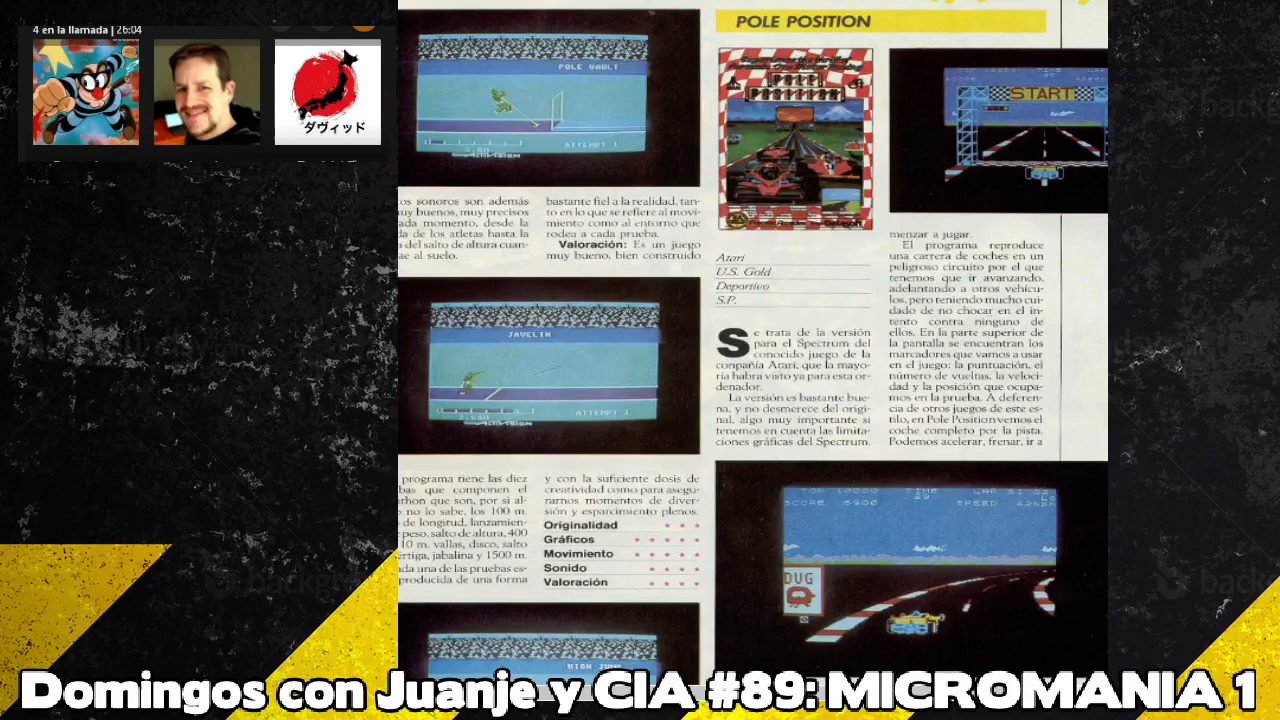 4 en la llamada | 26:04
ダヴィッド
POLE VAULT
ATTEMPT 1
os sonoros son además
uy buenos, muy precisos
ada momento, desde la
da de los atletas hasta la
a del salto de altura cuan-
ae al suelo.
bastante fiel a la realidad, tan-
to en lo que se refiere al movi-
miento como al entorno que
rodea a cada prueba.
Valoración: Es un juego
muy bueno, bien construido
JAVELIN
ATTEMPT 1
programa tiene las diez
bas que componen el
thon que son, por si al-
o no lo sabe, los 100 m.
de longitud, lanzamien-
peso, salto de altura, 400
10 m. vallas, disco, salto
értiga, jabalina y 1500 m.
ada una de las pruebas es-
producida de una forma
y con la suficiente dosis de
creatividad como para asegu-
rarnos momentos de diver-
sión y esparcimiento plenos.
Originalidad * * *
Gráficos * * * * *
Movimiento * * * * *
Sonido * * * *
Valoración * * * *
HIGH JUMP
POLE POSITION
POLE
POSITION
Atari
U.S. Gold
Deportivo
S.P.
Se trata de la versión
para el Spectrum del
conocido juego de la
compañía Atari, que la mayo-
ría habra visto ya para esta or-
denador.
La versión es bastante bue-
na, y no desmerece del origi-
nal, algo muy importante si
tenemos en cuenta las limita-
ciones gráficas del Spectrum.
START
menzar a jugar.
El programa reproduce
una carrera de coches en un
peligroso circuito por el que
tenemos que ir avanzando,
adelantando a otros vehícu-
los, pero teniendo mucho cui-
dado de no chocar en el in-
tento contra ninguno de
ellos. En la parte superior de
la pantalla se encuentran los
marcadores que vamos a usar
en el juego: la puntuación, el
número de vueltas, la veloci-
dad y la posición que ocupa-
mos en la prueba. A deferen-
cia de otros juegos de este es-
tilo, en Pole Position vemos el
coche completo por la pista.
Podemos acelerar, frenar, ir a
TOP 10000 TIME LAP
SCORE 6900 SPEED
DUG
Domingos con Juanje y CIA #89: MICROMANIA 1